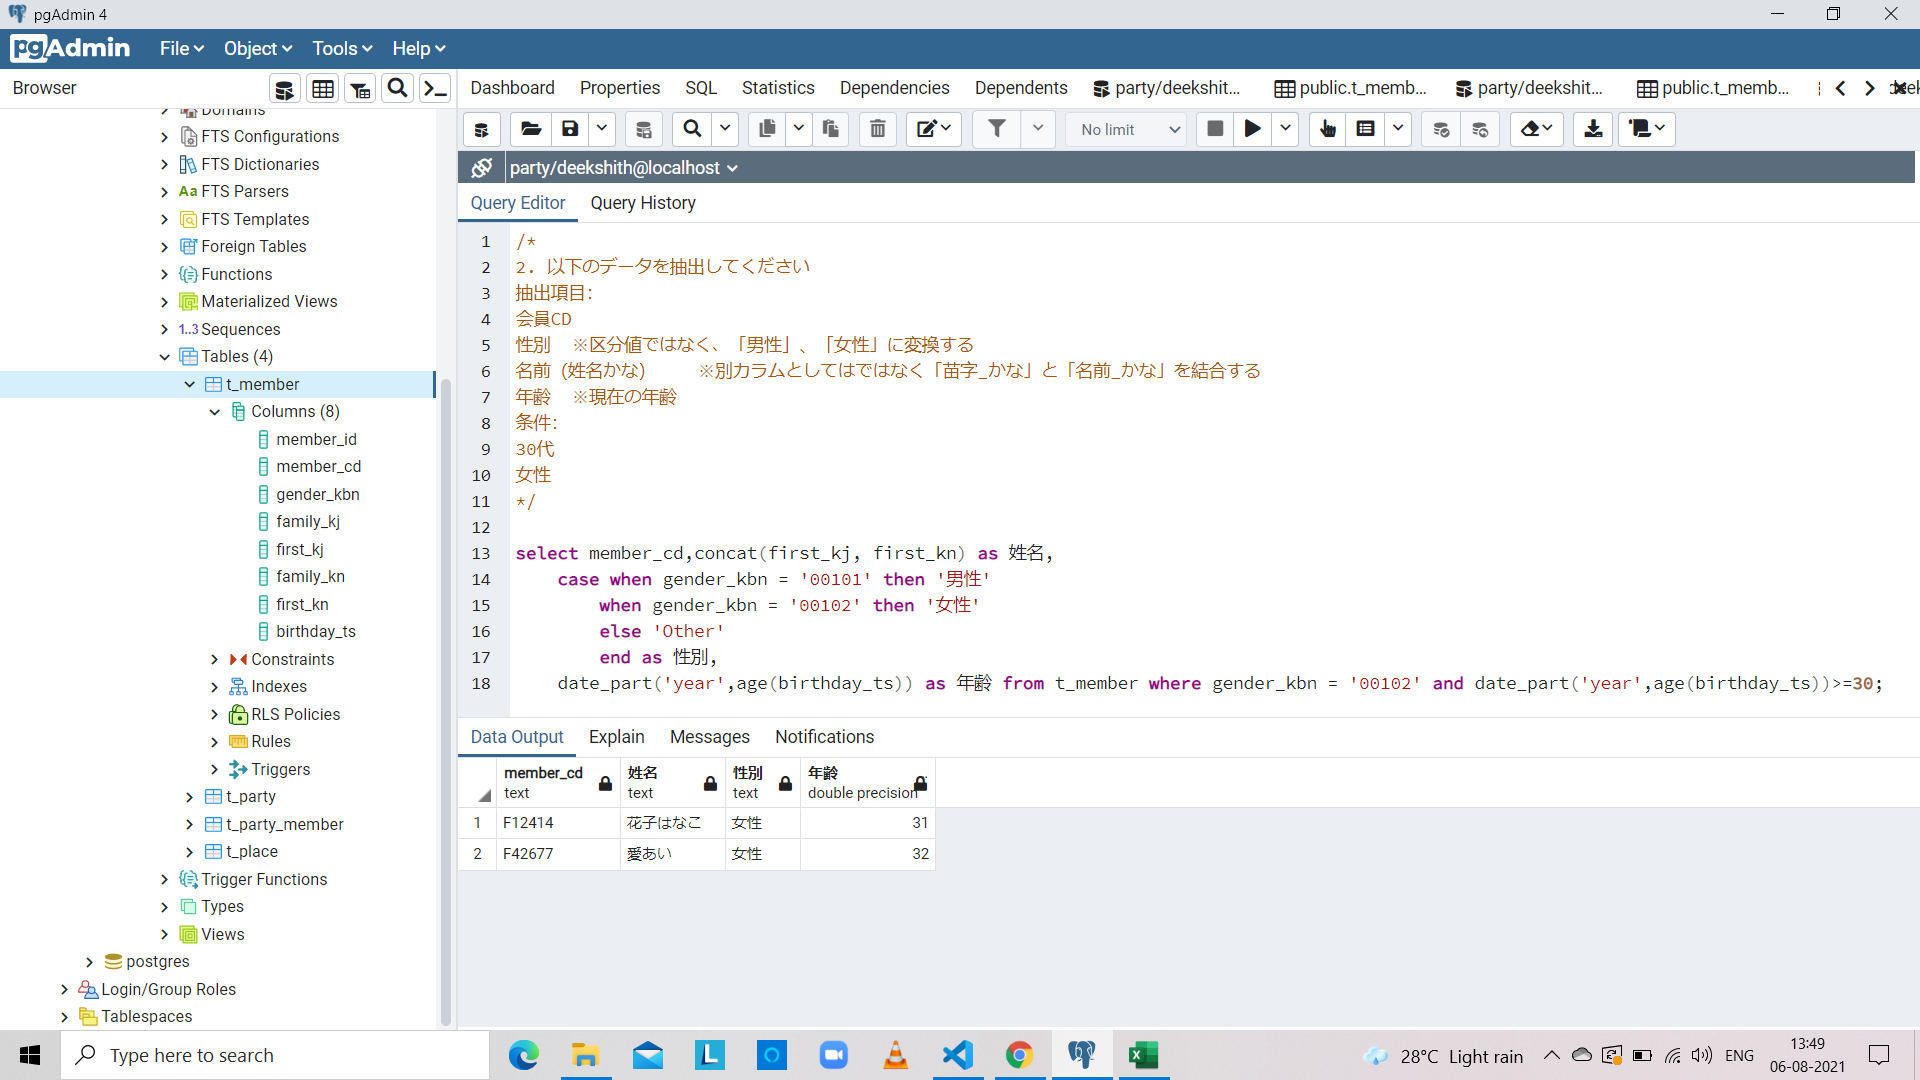 pgAdmin 4
pgAdmin File Object Tools Help
Browser
Dashboard Properties SQL Statistics Dependencies Dependents party/deekshit... public.t_memb... party/deekshit... public.t_memb...
No limit
party/deekshith@localhost
Query Editor Query History
Domains
FTS Configurations
FTS Dictionaries
Aa FTS Parsers
FTS Templates
Foreign Tables
Functions
Materialized Views
1..3 Sequences
Tables (4)
t_member
Columns (8)
member_id
member_cd
gender_kbn
family_kj
first_kj
family_kn
first_kn
birthday_ts
Constraints
Indexes
RLS Policies
Rules
Triggers
t_party
t_party_member
t_place
Trigger Functions
Types
Views
postgres
Login/Group Roles
Tablespaces
1 /*
2 2. 以下のデータを抽出してください
3 抽出項目:
4 会員CD
5 性別 ※区分値ではなく、「男性」、「女性」に変換する
6 名前（姓名かな） ※別カラムとしてはではなく「苗字_かな」と「名前_かな」を結合する
7 年齢 ※現在の年齢
8 条件:
9 30代
10 女性
11 */
12
13 select member_cd,concat(first_kj, first_kn) as 姓名,
14 case when gender_kbn = '00101' then '男性'
15 when gender_kbn = '00102' then '女性'
16 else 'Other'
17 end as 性別,
18 date_part('year',age(birthday_ts)) as 年齢 from t_member where gender_kbn = '00102' and date_part('year',age(birthday_ts))>=30;
Data Output Explain Messages Notifications
member_cd 姓名 性別 年齢
text text text double precision
1 F12414 花子はなこ 女性 31
2 F42677 愛あい 女性 32
Type here to search
28°C Light rain
ENG
13:49
06-08-2021